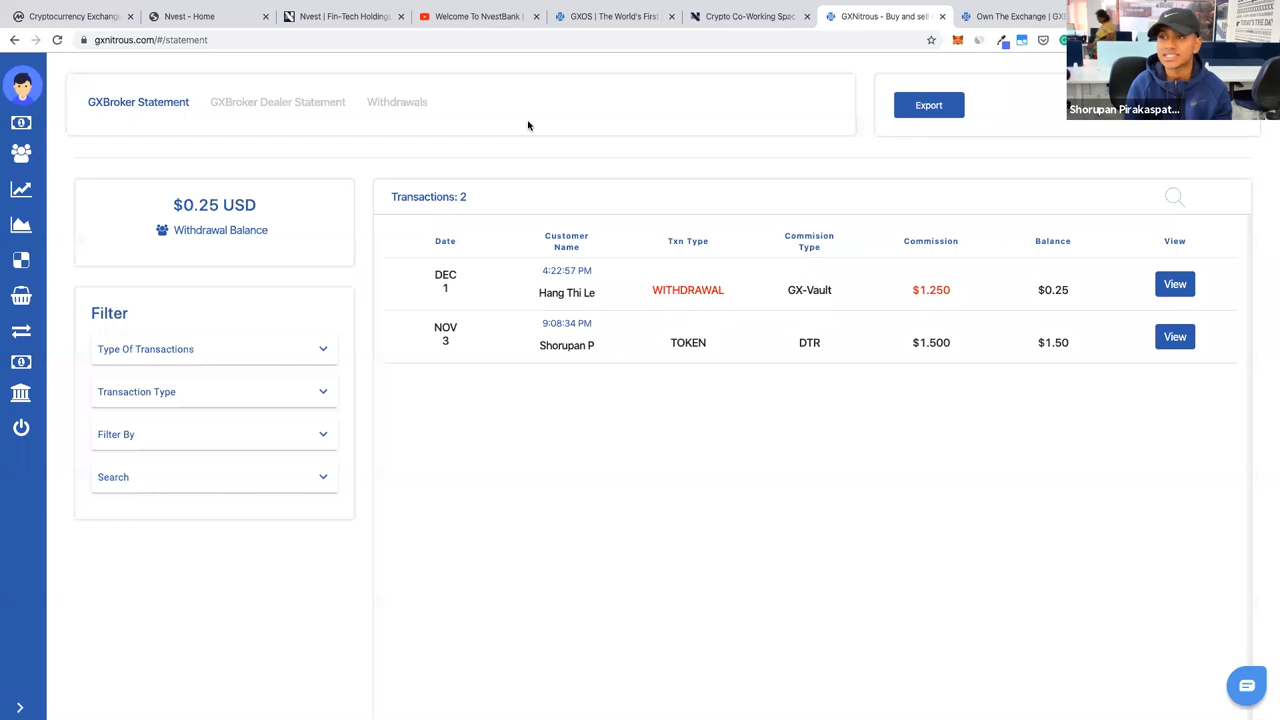 Cryptocurrency Exchang
Nvest - Home
Nvest | Fin-Tech Holdings
Welcome To NvestBank |
GXOS | The World's First
Crypto Co-Working Spac
GXNitrous - Buy and sell
Own The Exchange | GX
gxnitrous.com/#/statement
Shorupan Pirakaspat...
GXBroker Statement
GXBroker Dealer Statement
Withdrawals
Export
$0.25 USD
Withdrawal Balance
Filter
Type Of Transactions
Transaction Type
Filter By
Search
Transactions: 2
Date
Customer Name
Txn Type
Commision Type
Commission
Balance
View
DEC 1
4:22:57 PM
Hang Thi Le
WITHDRAWAL
GX-Vault
$1.250
$0.25
View
NOV 3
9:08:34 PM
Shorupan P
TOKEN
DTR
$1.500
$1.50
View